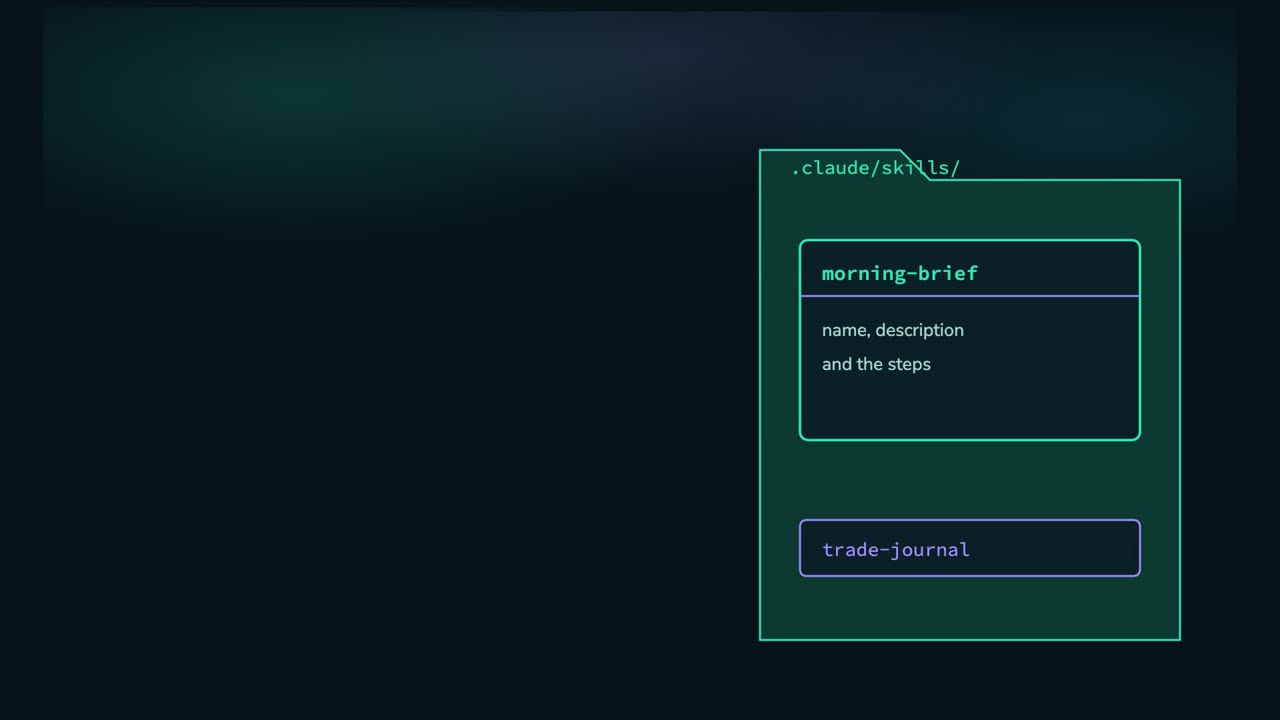 .claude/skills/
morning-brief
name, description
and the steps
trade-journal